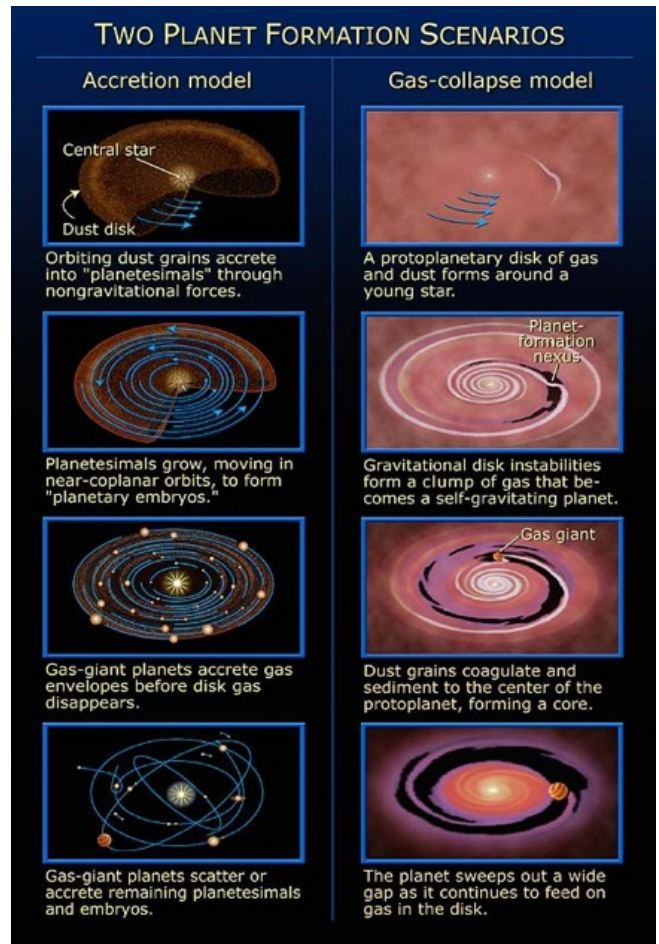 TWO PLANET FORMATION SCENARIOS
Accretion model
Central star
Dust disk
Orbiting dust grains accrete
into "planetesimals" through
nongravitational forces.
Planetesimals grow, moving in
near-coplanar orbits, to form
"planetary embryos."
Gas-giant planets accrete gas
envelopes before disk gas
disappears.
Gas-giant planets scatter or
accrete remaining planetesimals
and embryos.
Gas-collapse model
A protoplanetary disk of gas
and dust forms around a
young star.
Planet-
formation
nexus
Gravitational disk instabilities
form a clump of gas that be-
comes a self-gravitating planet.
Gas giant
Dust grains coagulate and
sediment to the center of the
protoplanet, forming a core.
The planet sweeps out a wide
gap as it continues to feed on
gas in the disk.